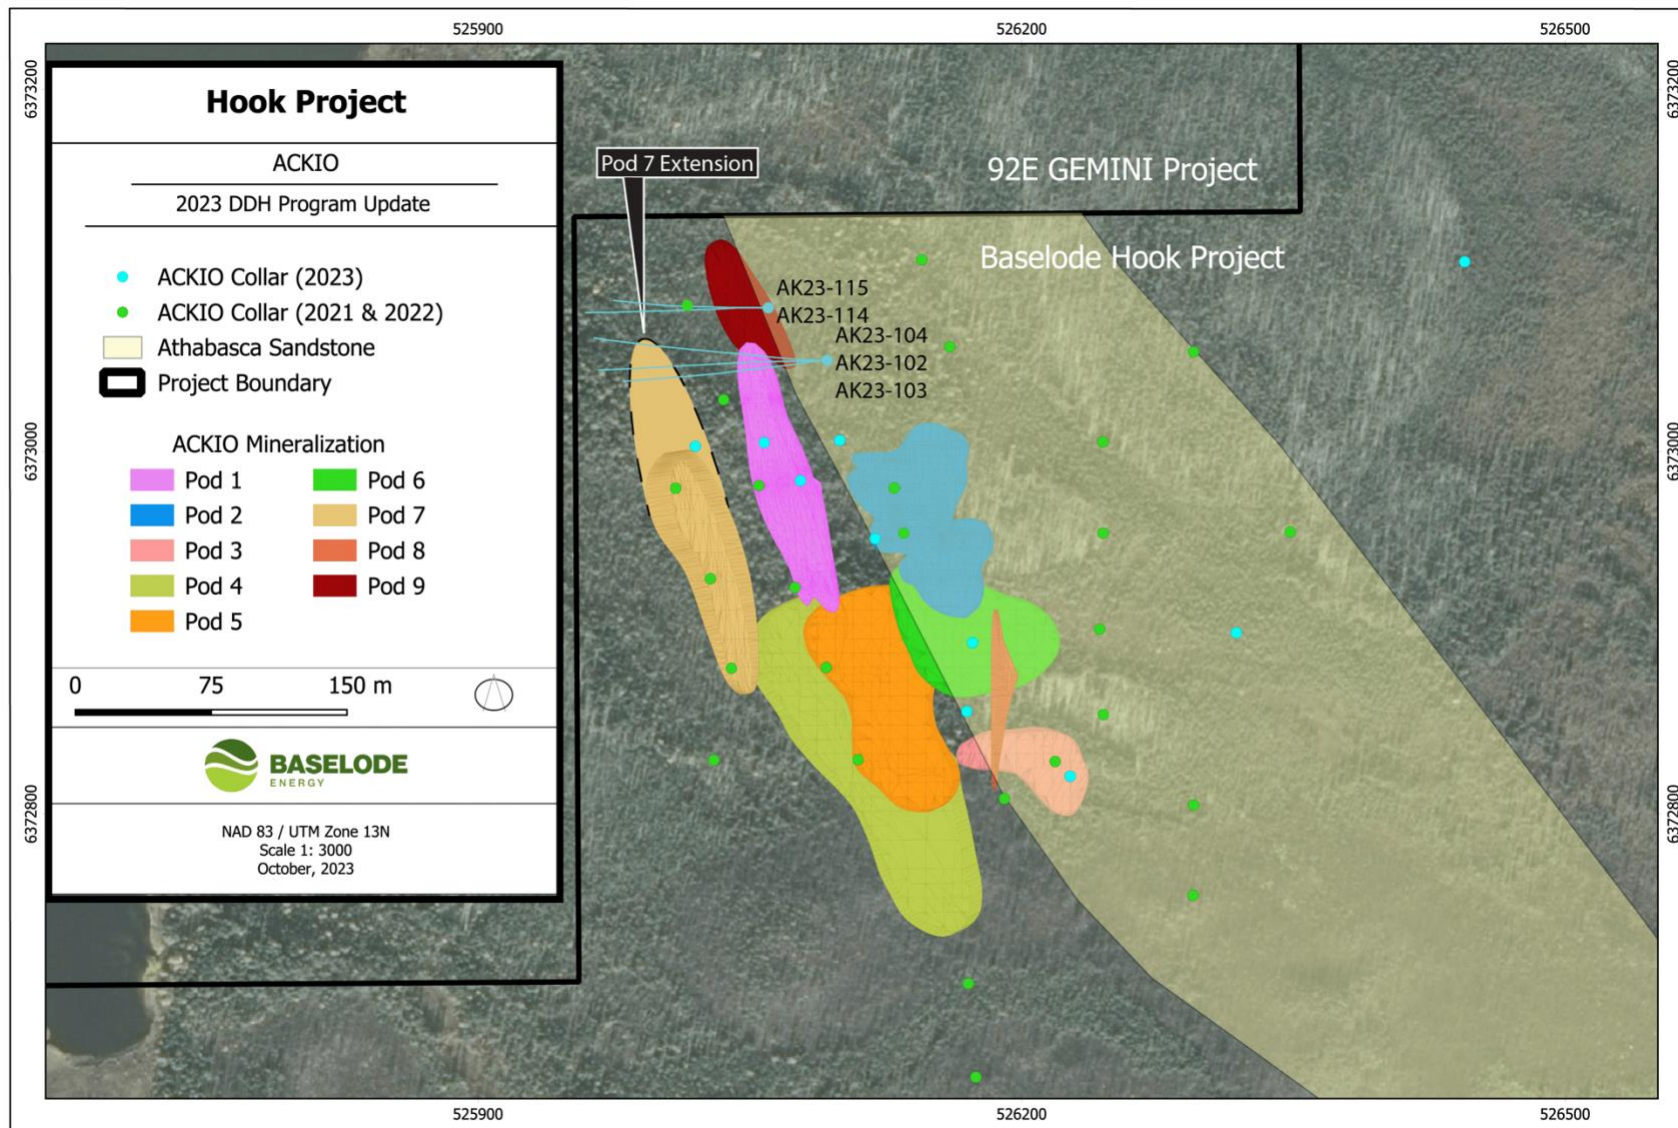 525900
526200
526500
6373200
6373200
Hook Project
ACKIO
2023 DDH Program Update
ACKIO Collar (2023)
ACKIO Collar (2021 & 2022)
Athabasca Sandstone
Project Boundary
ACKIO Mineralization
Pod 1
Pod 2
Pod 3
Pod 4
Pod 5
Pod 6
Pod 7
Pod 8
Pod 9
0 75 150 m
BASELODE
ENERGY
NAD 83 / UTM Zone 13N
Scale 1: 3000
October, 2023
Pod 7 Extension
92E GEMINI Project
Baselode Hook Project
AK23-115
AK23-114
AK23-104
AK23-102
AK23-103
6373000
6373000
6372800
6372800
525900
526200
526500